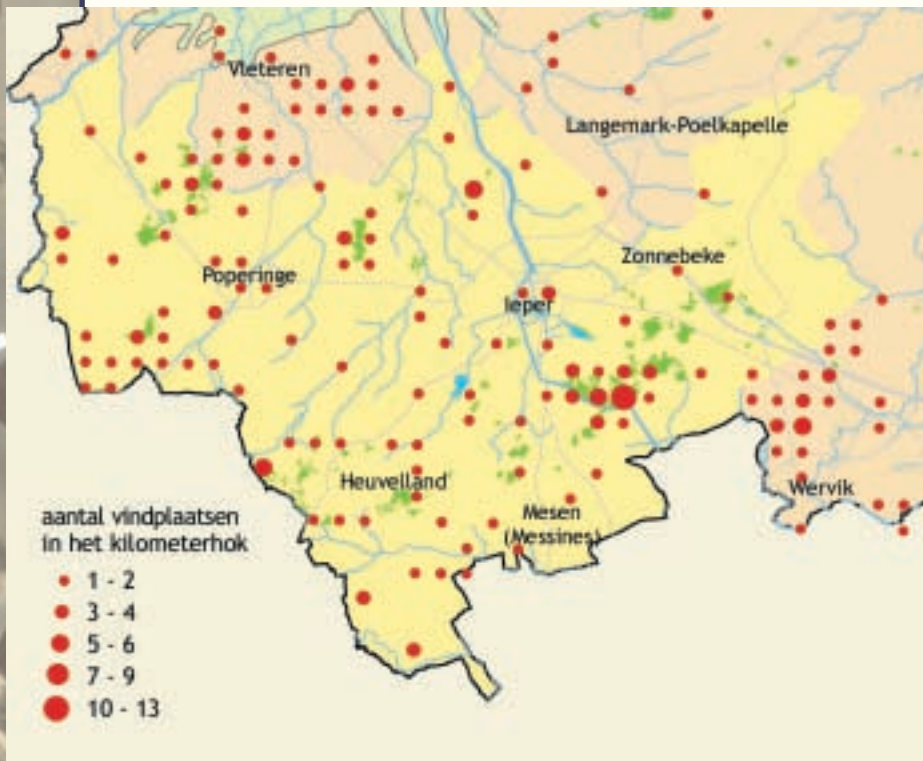 Vleteren
Langemark-Poelkapelle
Zonnebeke
Poperinge
Ieper
Heuvelland
Wervik
Mesen
(Messines)
aantal vindplaatsen
in het kilometerhok
1 - 2
3 - 4
5 - 6
7 - 9
10 - 13